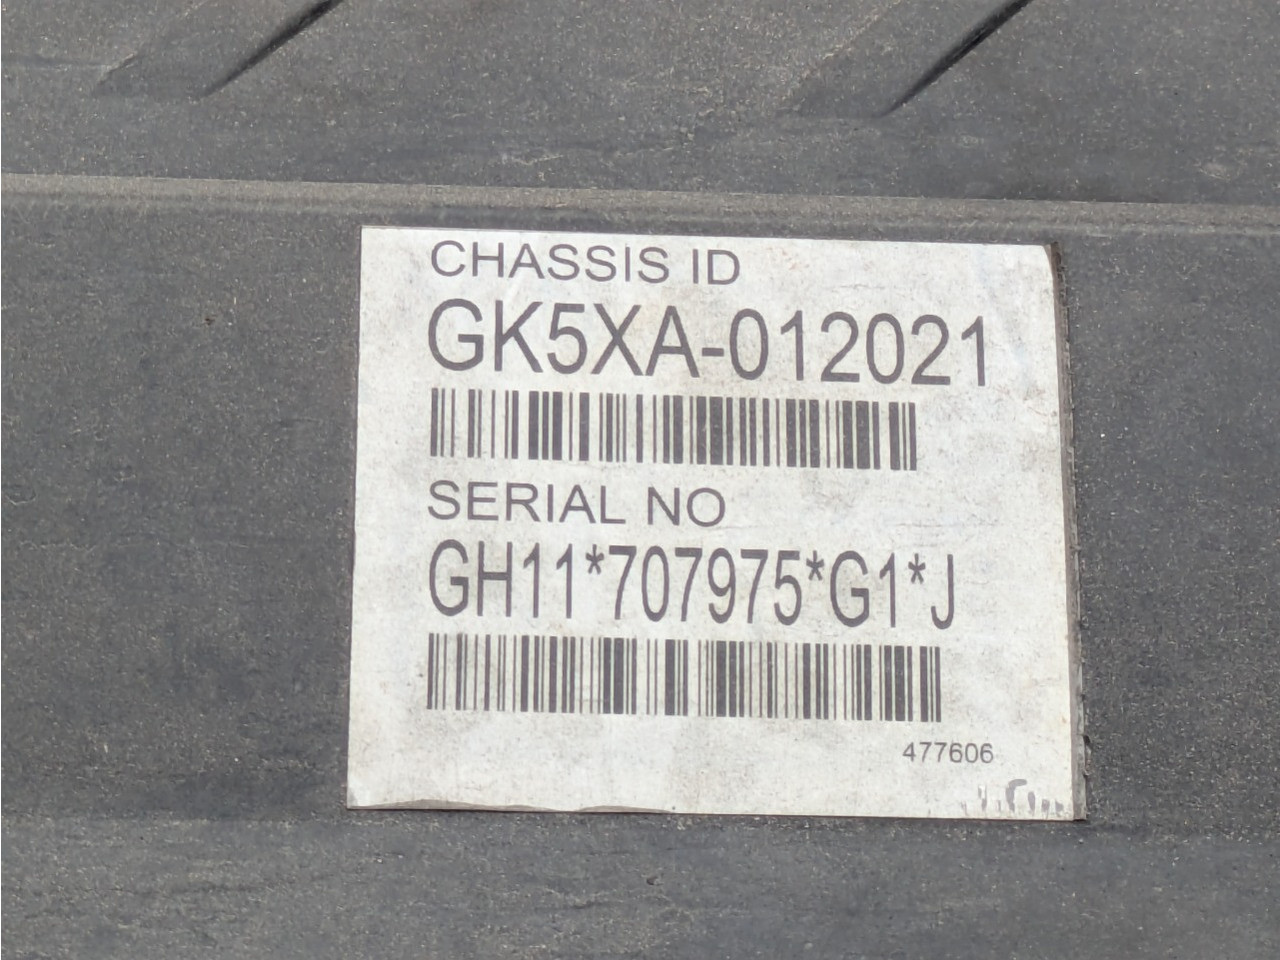 CHASSIS ID
GK5XA-012021
SERIAL NO
GH11*707975*G1*J
477606